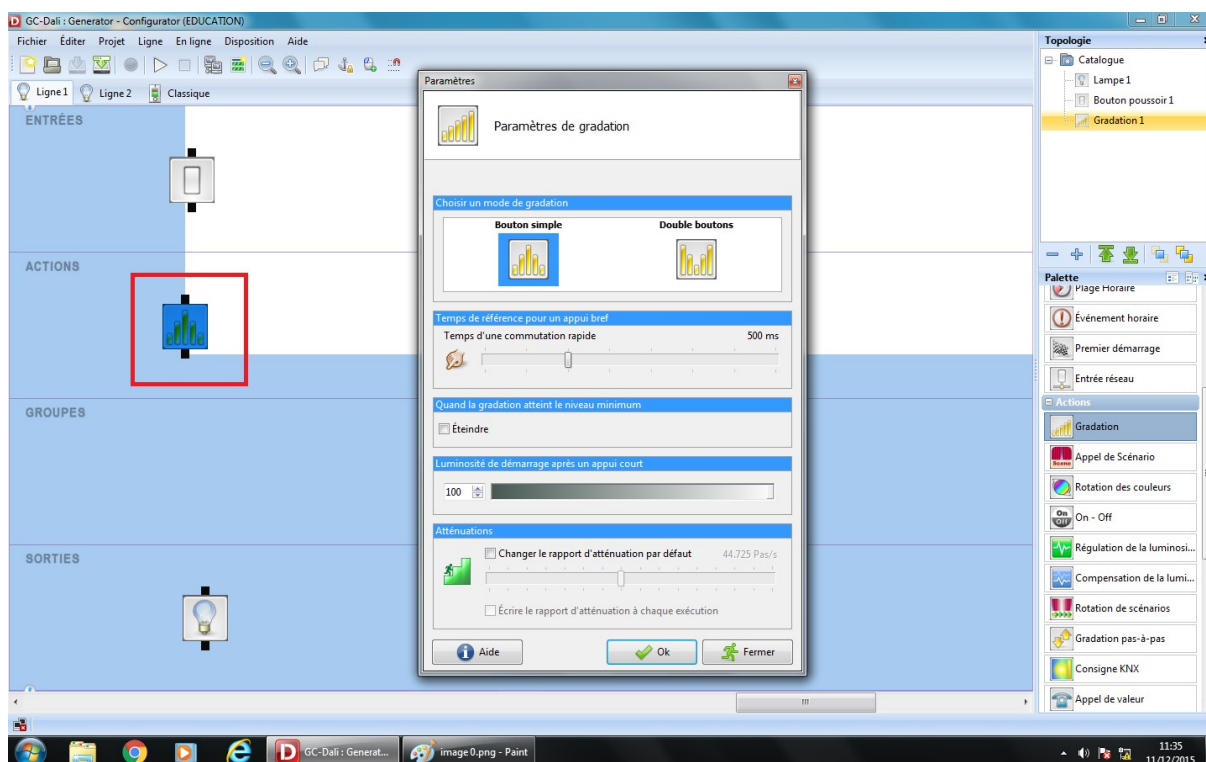 GC-Dali : Generator - Configurator (EDUCATION)
Fichier Éditer Projet Ligne En ligne Disposition Aide
Ligne 1 Ligne 2 Classique
ENTRÉES
ACTIONS
GROUPES
SORTIES
Paramètres
Paramètres de gradation
Choisir un mode de gradation
Bouton simple Double boutons
Temps de référence pour un appui bref
Temps d'une commutation rapide 500 ms
Quand la gradation atteint le niveau minimum
Éteindre
Luminosité de démarrage après un appui court
100
Atténuations
Changer le rapport d'atténuation par défaut 44.725 Pas/s
Écrire le rapport d'atténuation à chaque exécution
Aide Ok Fermer
Topologie
Catalogue
Lampe 1
Bouton poussoir 1
Gradation 1
Palette
Plage Horaire
Événement horaire
Premier démarrage
Entrée réseau
Actions
Gradation
Appel de Scénario
Scene
Rotation des couleurs
On Off
On - Off
Régulation de la luminosi...
Compensation de la lumi...
Rotation de scénarios
Gradation pas-à-pas
Consigne KNX
Appel de valeur
GC-Dali : Generat... image 0.png - Paint
11:35
11/12/2015